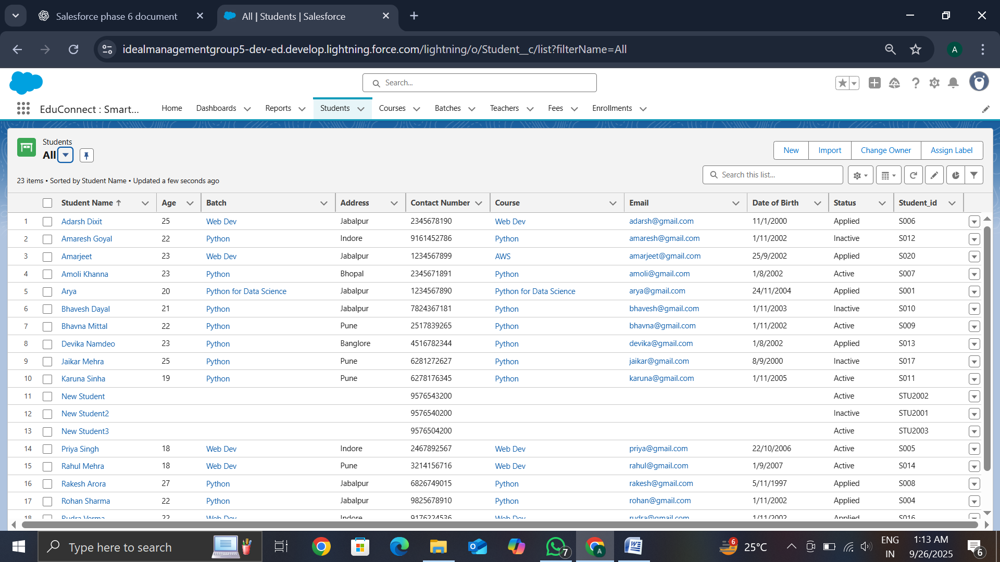 Salesforce phase 6 document
All | Students | Salesforce
idealmanagementgroup5-dev-ed.develop.lightning.force.com/lightning/o/Student__c/list?filterName=All
A
Search...
EduConnect : Smart... Home Dashboards Reports Students Courses Batches Teachers Fees Enrollments
Students
All
New Import Change Owner Assign Label
23 items • Sorted by Student Name • Updated a few seconds ago
Search this list...
Student Name Age Batch Address Contact Number Course Email Date of Birth Status Student_id
1 Adarsh Dixit 25 Web Dev Jabalpur 2345678190 Web Dev adarsh@gmail.com 11/1/2000 Applied S006
2 Amaresh Goyal 22 Python Indore 9161452786 Python amaresh@gmail.com 1/11/2002 Inactive S012
3 Amarjeet 23 Web Dev Jabalpur 1234567899 AWS amarjeet@gmail.com 25/9/2002 Applied S020
4 Amoli Khanna 23 Python Bhopal 2345671891 Python amoli@gmail.com 1/8/2002 Active S007
5 Arya 20 Python for Data Science Jabalpur 1234567890 Python for Data Science arya@gmail.com 24/11/2004 Applied S001
6 Bhavesh Dayal 21 Python Jabalpur 7824367181 Python bhavesh@gmail.com 1/11/2003 Inactive S010
7 Bhavna Mittal 22 Python Pune 2517839265 Python bhavna@gmail.com 1/11/2002 Active S009
8 Devika Namdeo 23 Python Banglore 4516782344 Python devika@gmail.com 1/8/2002 Applied S013
9 Jaikar Mehra 25 Python Pune 6281272627 Python jaikar@gmail.com 8/9/2000 Inactive S017
10 Karuna Sinha 19 Python Pune 6278176345 Python karuna@gmail.com 1/11/2005 Active S011
11 New Student 9576543200 Active STU2002
12 New Student2 9576540200 Inactive STU2001
13 New Student3 9576504200 Active STU2003
14 Priya Singh 18 Web Dev Indore 2467892567 Web Dev priya@gmail.com 22/10/2006 Active S005
15 Rahul Mehra 18 Web Dev Pune 3214156716 Web Dev rahul@gmail.com 1/9/2007 Active S014
16 Rakesh Arora 27 Python Jabalpur 6826749015 Python rakesh@gmail.com 5/11/1997 Applied S008
17 Rohan Sharma 22 Python Jabalpur 9825678910 Python rohan@gmail.com 1/11/2002 Applied S004
18 Rudra Verma 22 Web Dev Indore 9176224536 Web Dev rudra@gmail.com 1/11/2002 Applied S016
Type here to search
7
A
6
25°C
ENG
IN
1:13 AM
9/26/2025
6